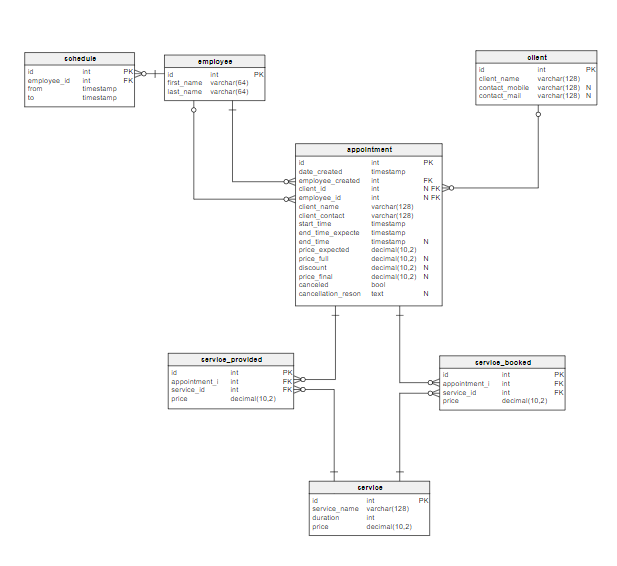 schedule
id int PK
employee_id int FK
from timestamp
to timestamp
employee
id int PK
first_name varchar(64)
last_name varchar(64)
client
id int PK
client_name varchar(128)
contact_mobile varchar(128) N
contact_mail varchar(128) N
appointment
id int PK
date_created timestamp
employee_created int FK
client_id int N FK
employee_id int N FK
client_name varchar(128)
client_contact varchar(128)
start_time timestamp
end_time_expecte timestamp
end_time timestamp N
price_expected decimal(10,2)
price_full decimal(10,2) N
discount decimal(10,2) N
price_final decimal(10,2) N
canceled bool
cancellation_reson text N
service_provided
id int PK
appointment_i int FK
service_id int FK
price decimal(10,2)
service_booked
id int PK
appointment_i int FK
service_id int FK
price decimal(10,2)
service
id int PK
service_name varchar(128)
duration int
price decimal(10,2)